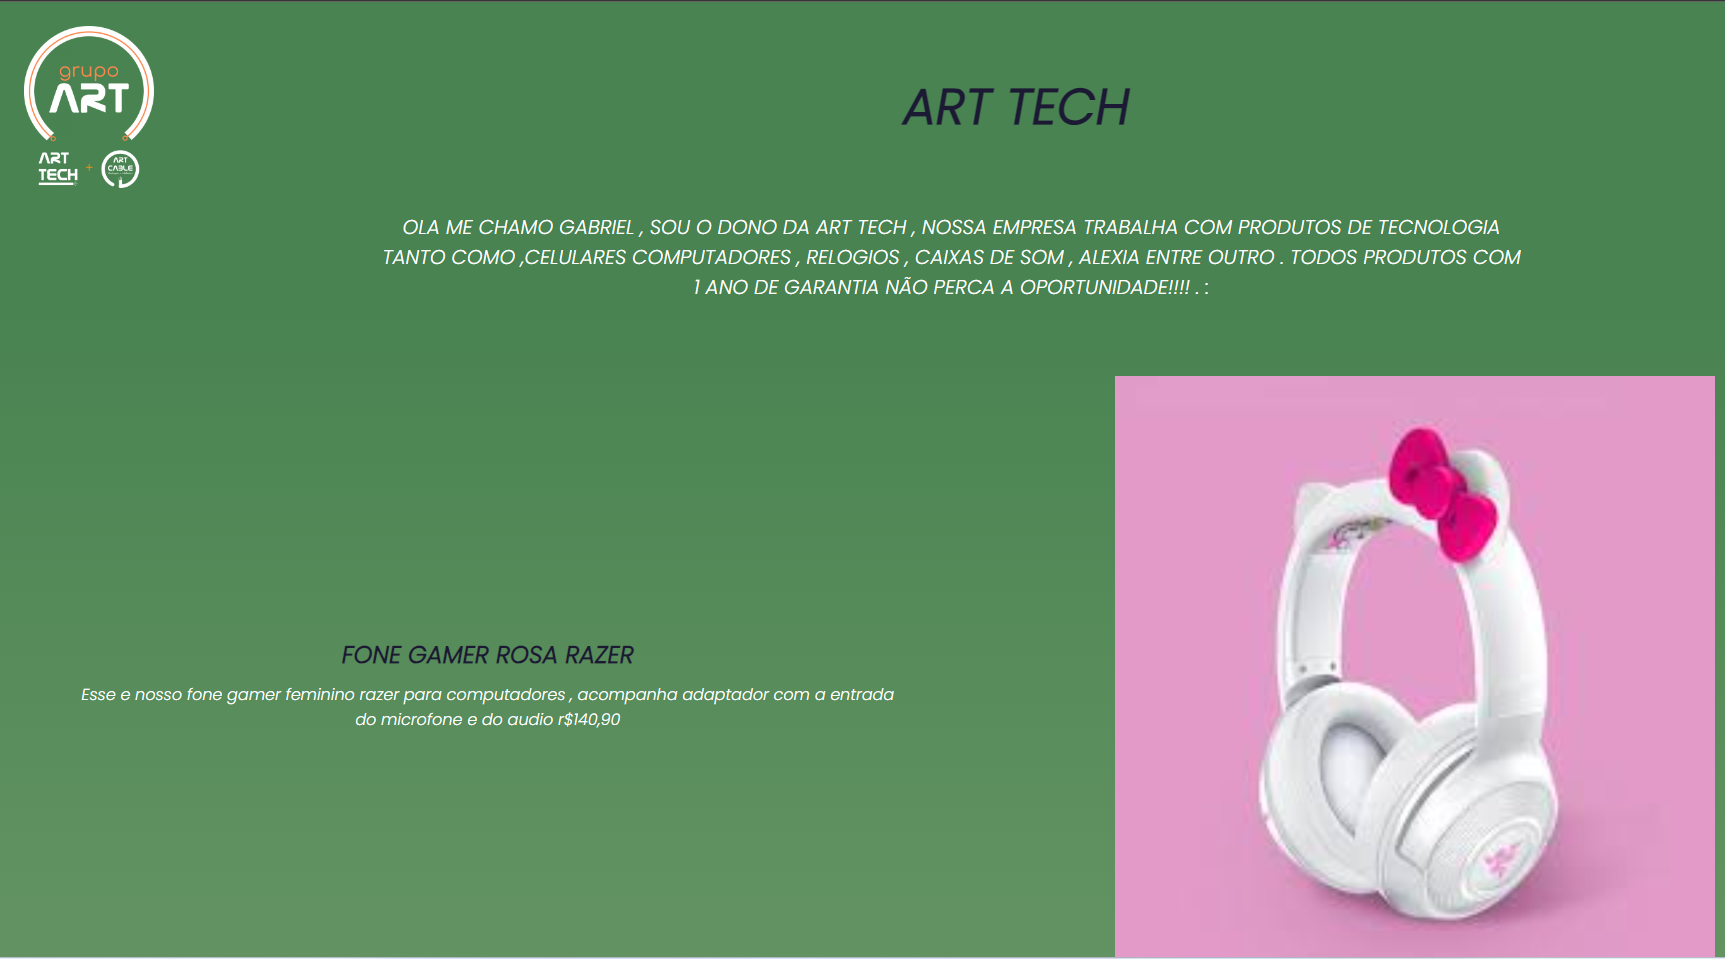 grupo
ART
ART
TECH
+
ART
CABLE
ART TECH
OLA ME CHAMO GABRIEL , SOU O DONO DA ART TECH , NOSSA EMPRESA TRABALHA COM PRODUTOS DE TECNOLOGIA
TANTO COMO ,CELULARES COMPUTADORES , RELOGIOS , CAIXAS DE SOM , ALEXIA ENTRE OUTRO . TODOS PRODUTOS COM
1 ANO DE GARANTIA NÃO PERCA A OPORTUNIDADE!!!! . :
FONE GAMER ROSA RAZER
Esse e nosso fone gamer feminino razer para computadores , acompanha adaptador com a entrada
do microfone e do audio r$140,90